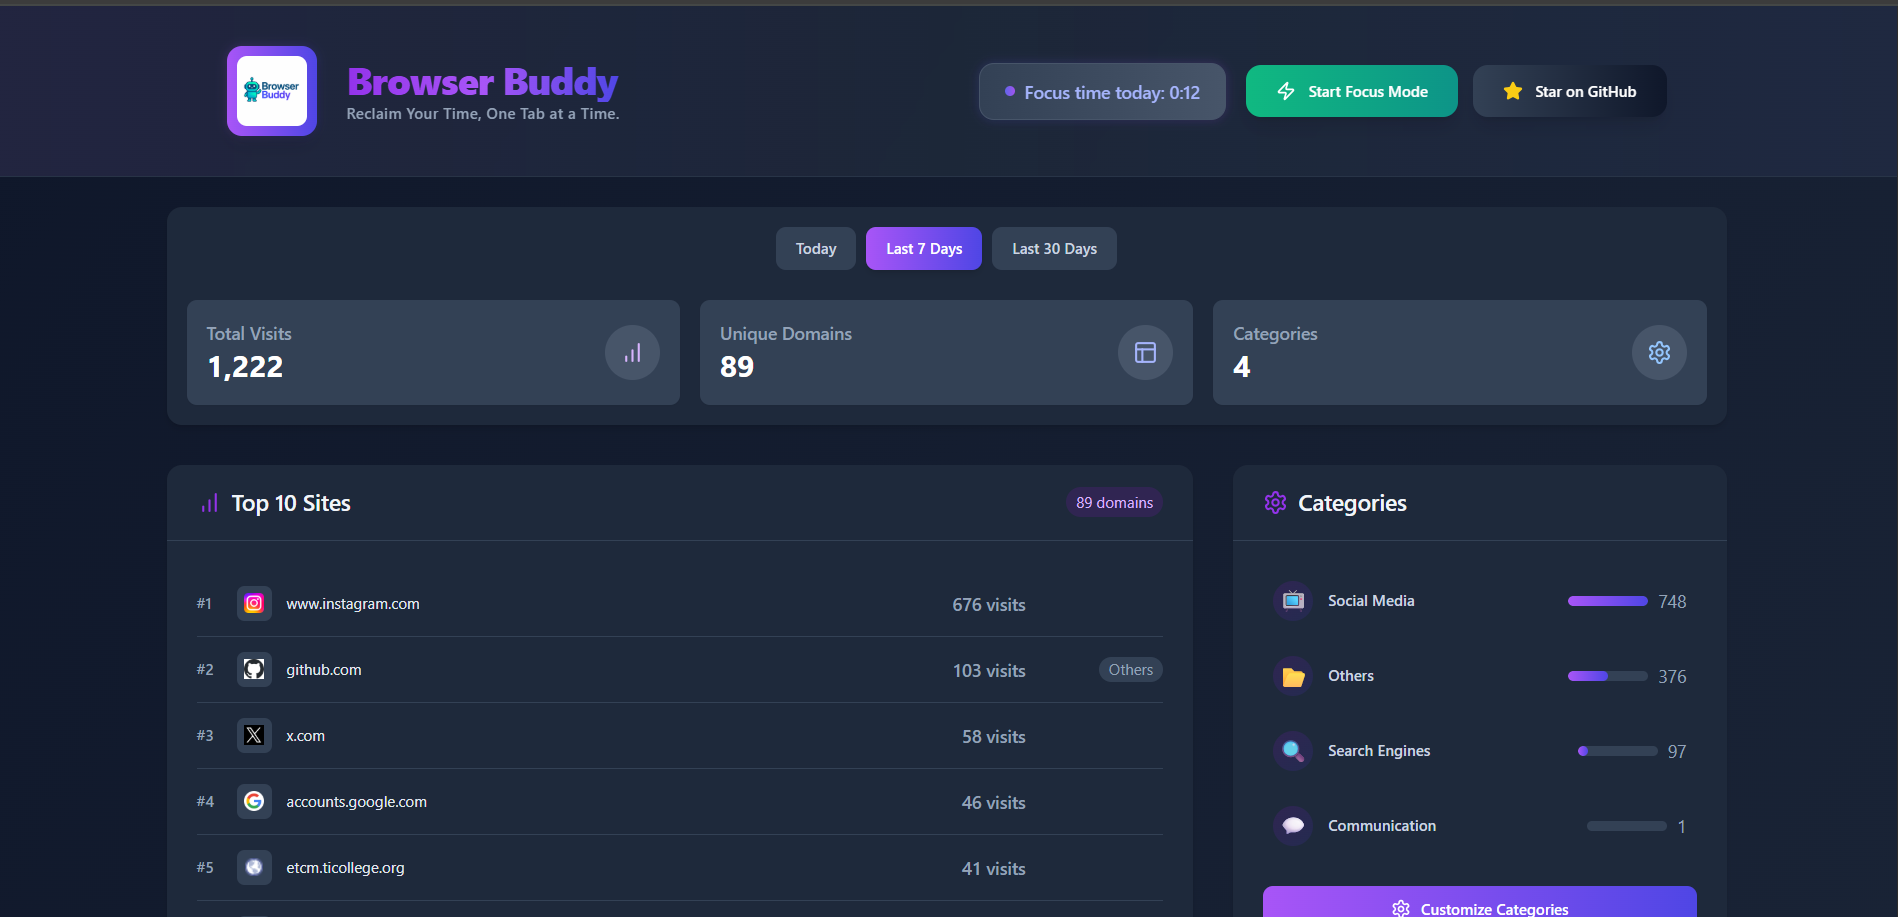 Browser
Buddy
Browser Buddy
Reclaim Your Time, One Tab at a Time.
Focus time today: 0:12
Start Focus Mode
Star on GitHub
Today
Last 7 Days
Last 30 Days
Total Visits
1,222
Unique Domains
89
Categories
4
Top 10 Sites
89 domains
#1 www.instagram.com 676 visits
#2 github.com 103 visits Others
#3 x.com 58 visits
#4 accounts.google.com 46 visits
#5 etcm.ticollege.org 41 visits
Categories
Social Media 748
Others 376
Search Engines 97
Communication 1
Customize Categories